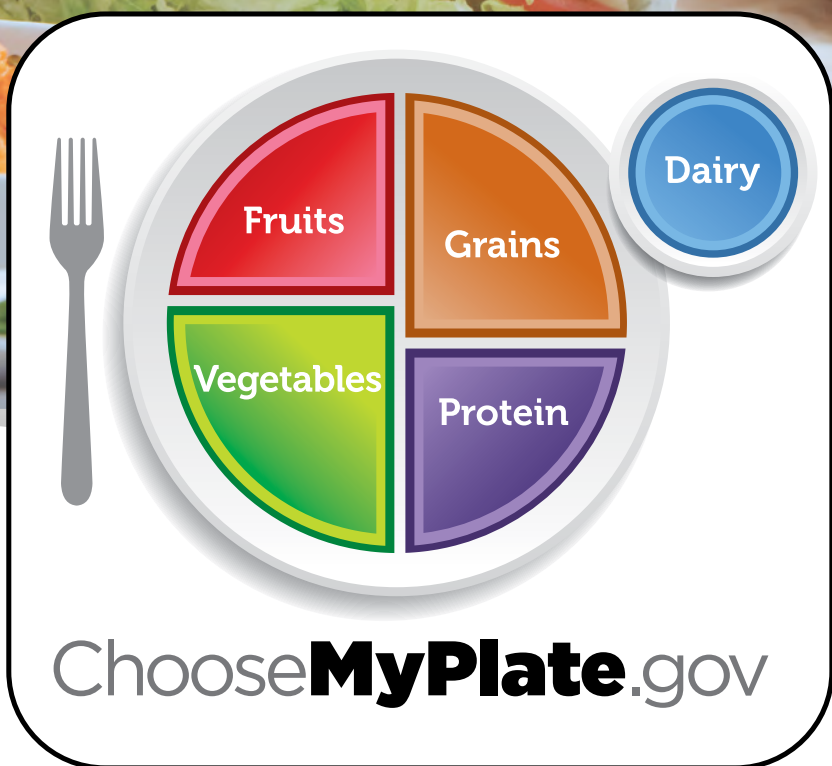 Fruits
Grains
Dairy
Vegetables
Protein
ChooseMyPlate.gov